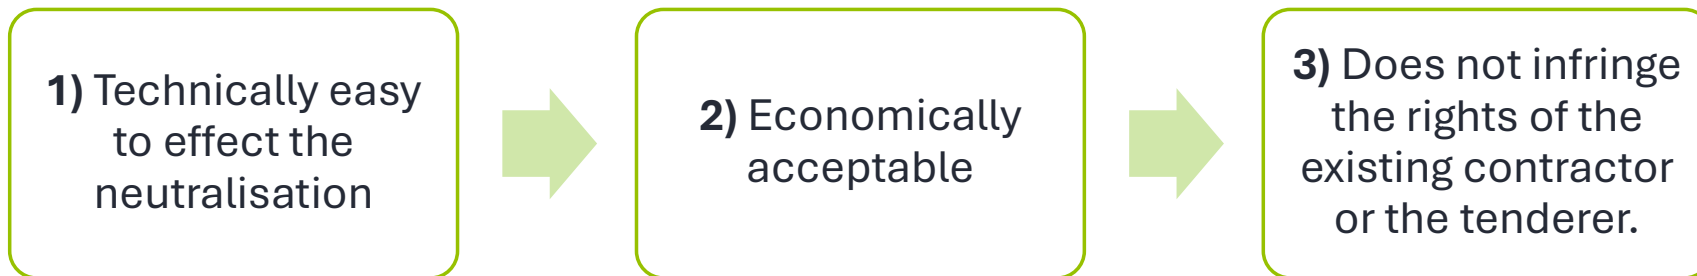 1) Technically easy
to effect the
neutralisation
2) Economically
acceptable
3) Does not infringe
the rights of the
existing contractor
or the tenderer.